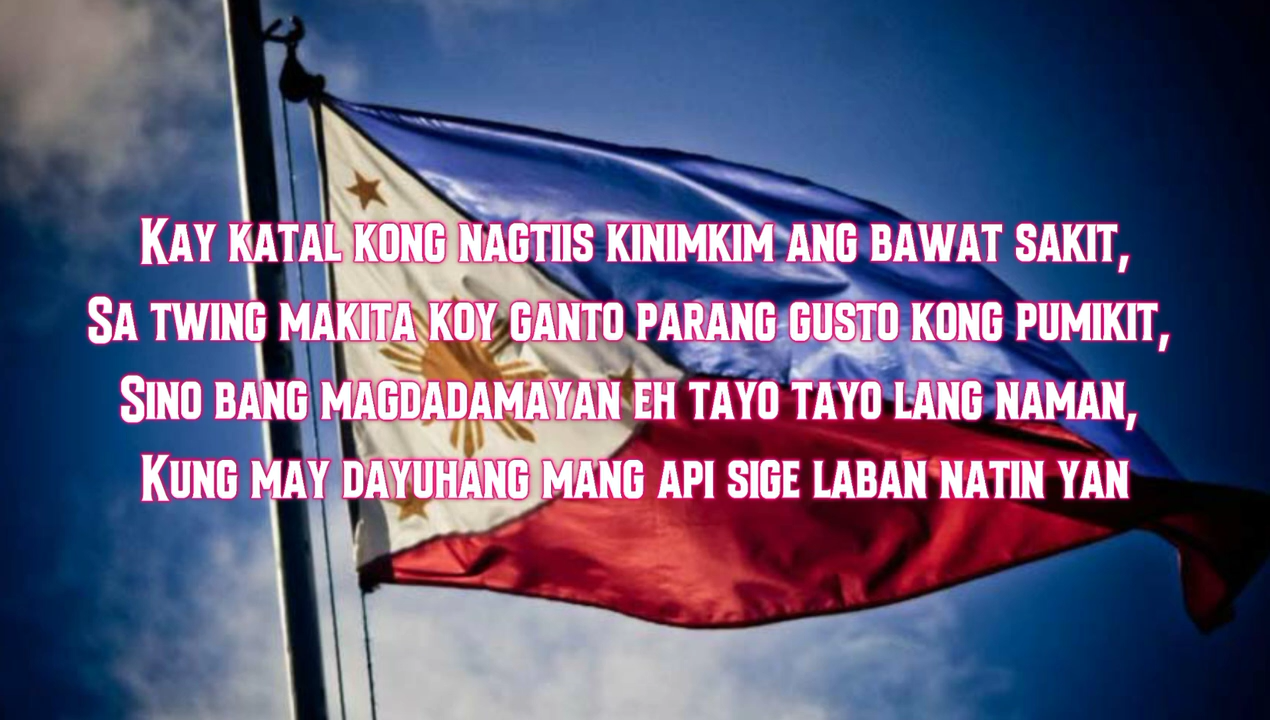 Kay katal kong nagtiis kinimkim ang bawat sakit,
Sa twing makita koy ganto parang gusto kong pumikit,
Sino bang magdadamayan eh tayo tayo lang naman,
Kung may dayuhang mang api sige laban natin yan